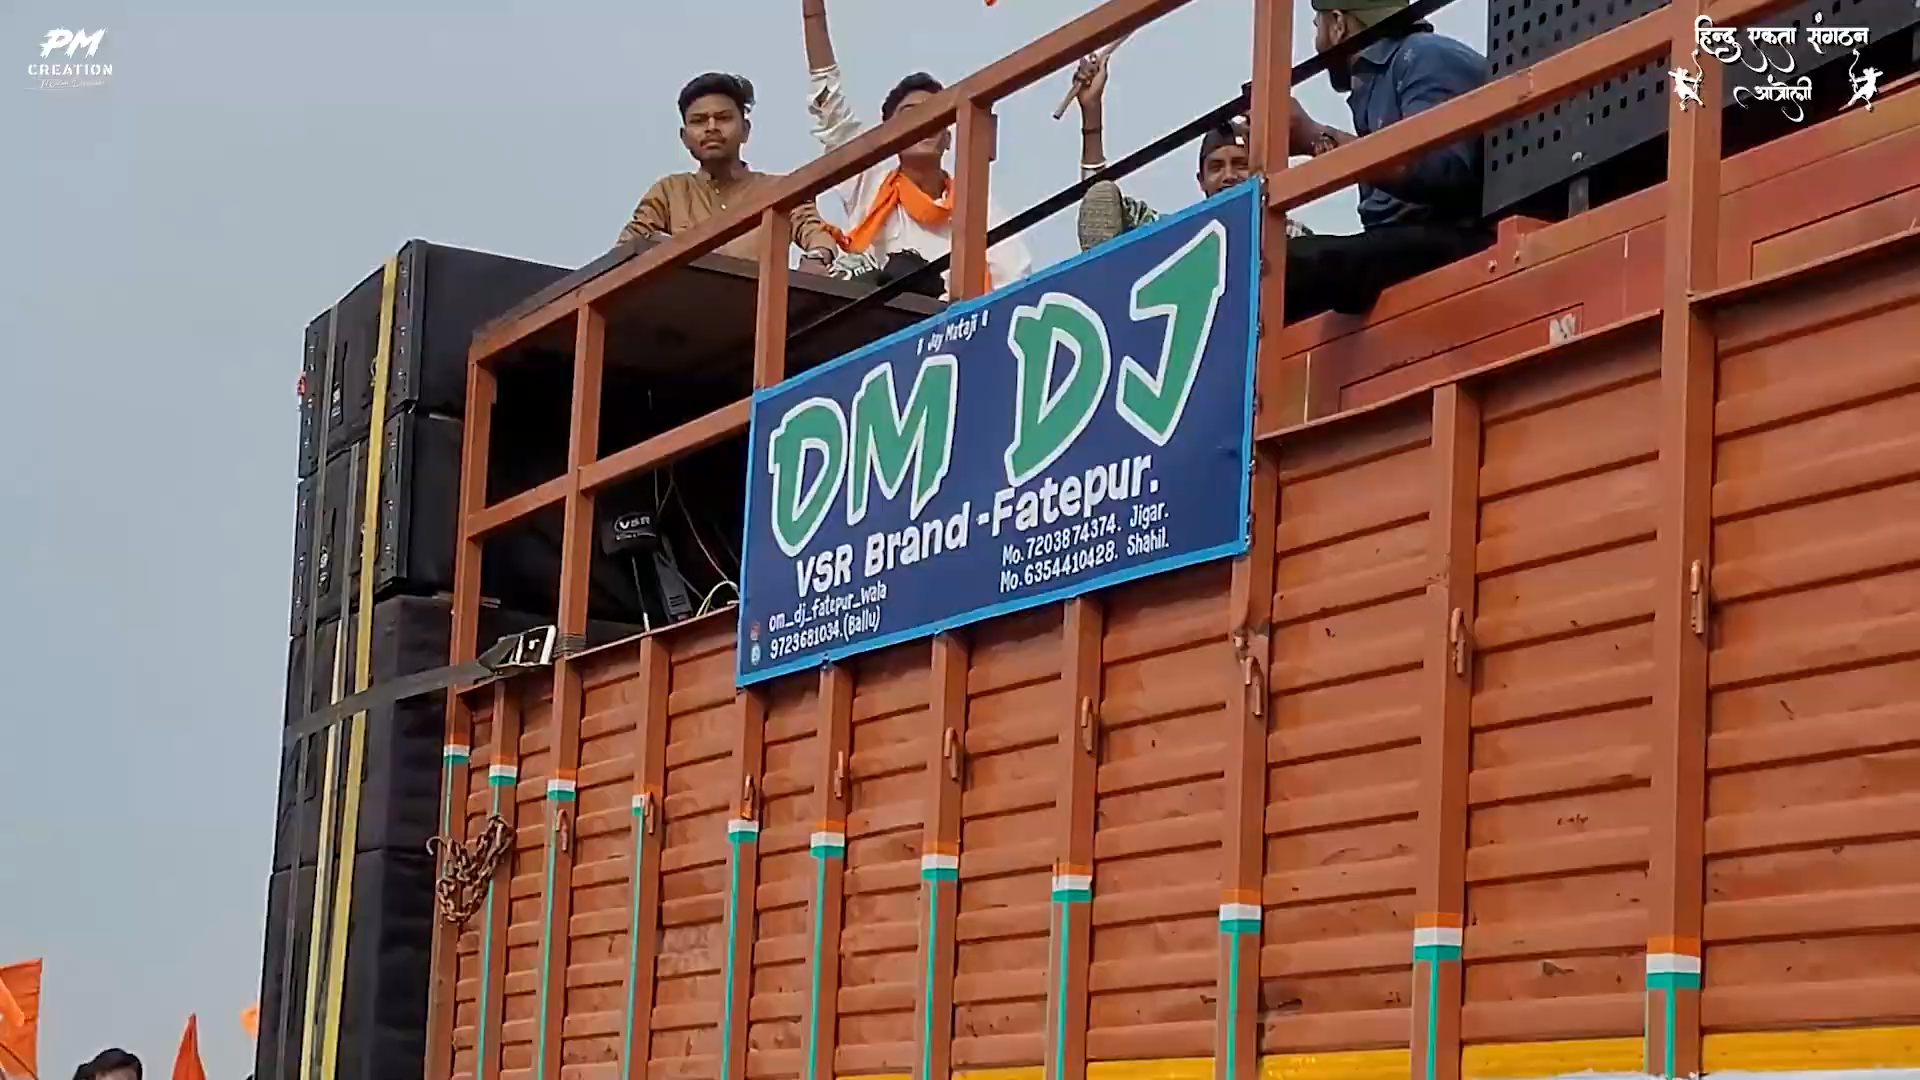 PM
CREATION
हिन्दु एकता संगठन
आंत्रोली
|| Jay Mataji ||
DM DJ
VSR Brand - Fatepur.
Mo.7203874374. Jigar.
Mo.6354410428. Shahil.
om_dj_fatepur_wala
9723681034.(Ballu)
VSR